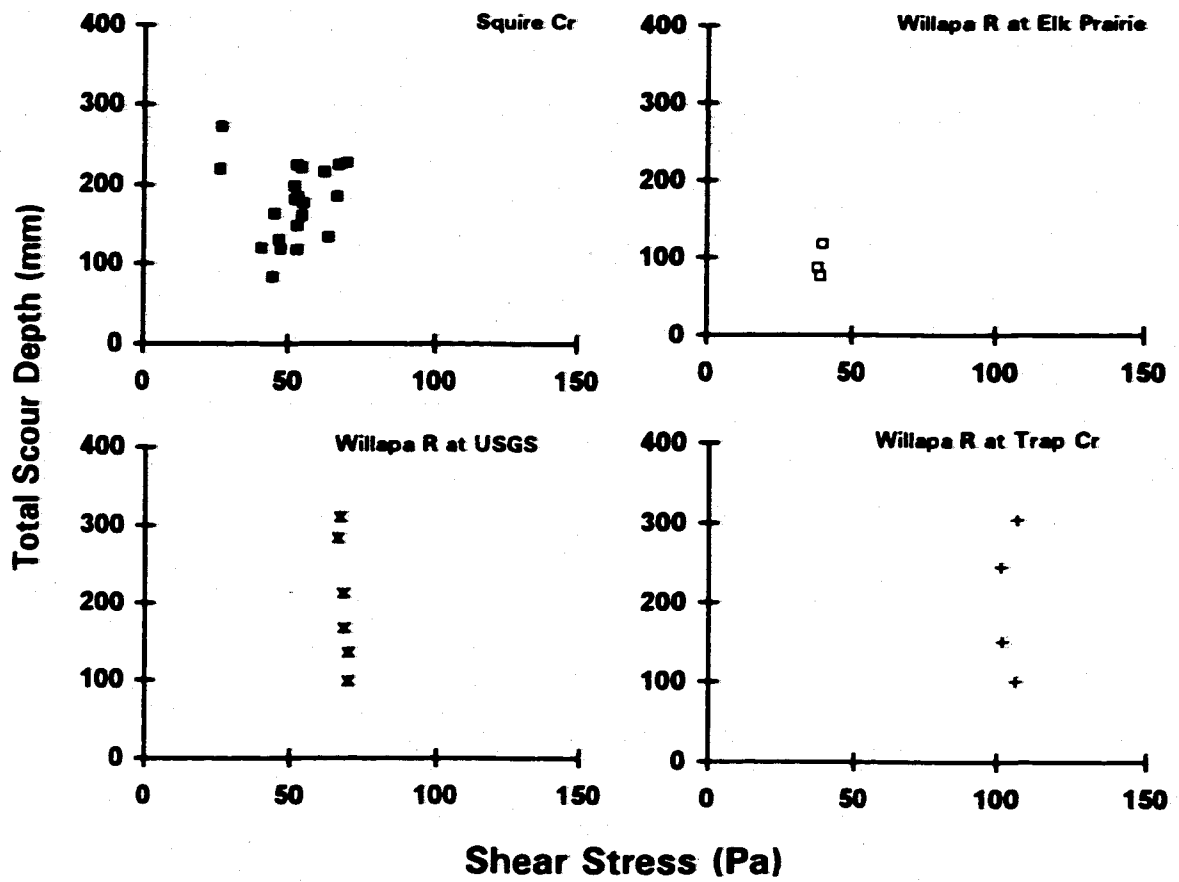 Total Scour Depth (mm)
Squire Cr
400
300
200
100
0
0 50 100 150
Willapa R at Elk Prairie
400
300
200
100
0
0 50 100 150
Willapa R at USGS
400
300
200
100
0
0 50 100 150
Willapa R at Trap Cr
400
300
200
100
0
0 50 100 150
Shear Stress (Pa)